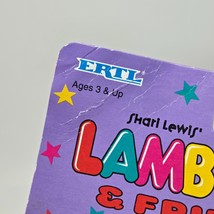 ERTL
Ages 3 & Up
Shari Lewis'
LAMB
& FRI